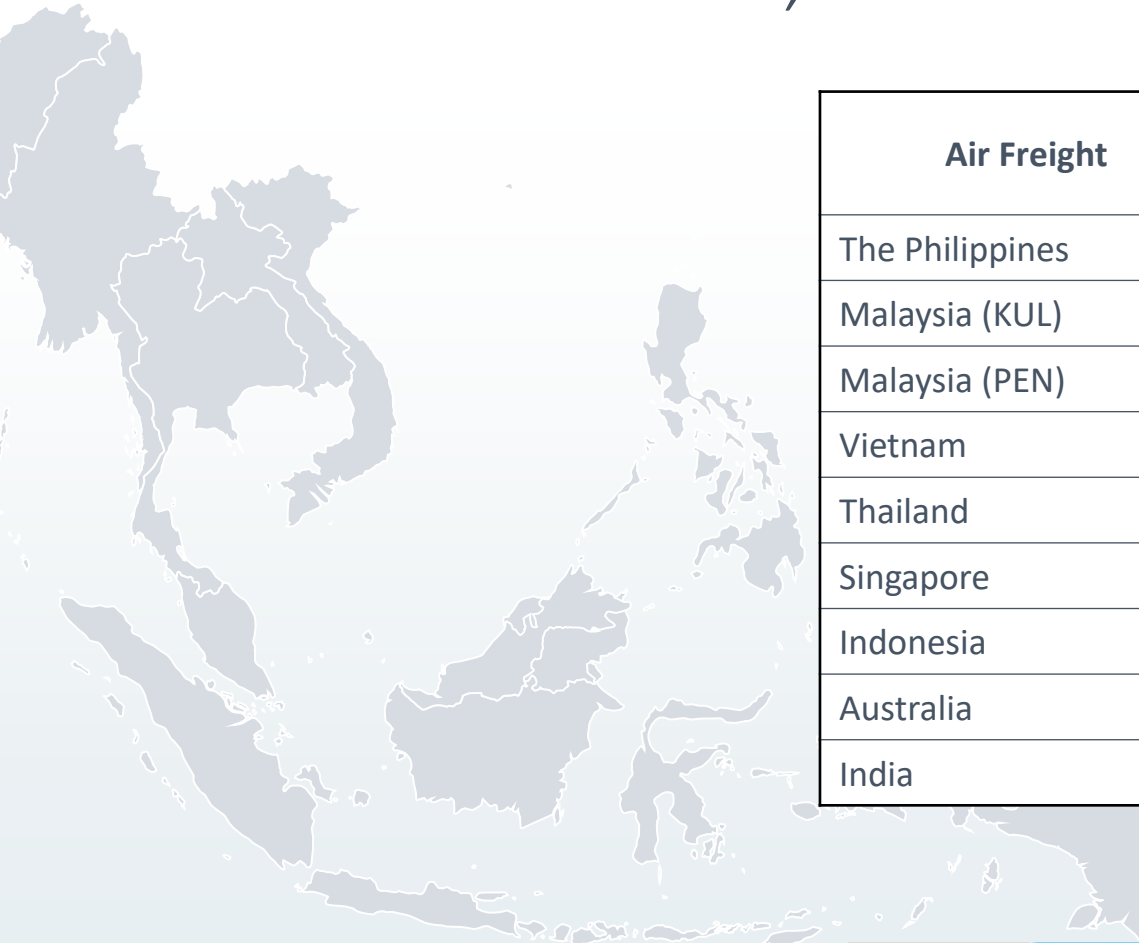 Air Freight
The Philippines
Malaysia (KUL)
Malaysia (PEN)
Vietnam
Thailand
Singapore
Indonesia
Australia
India